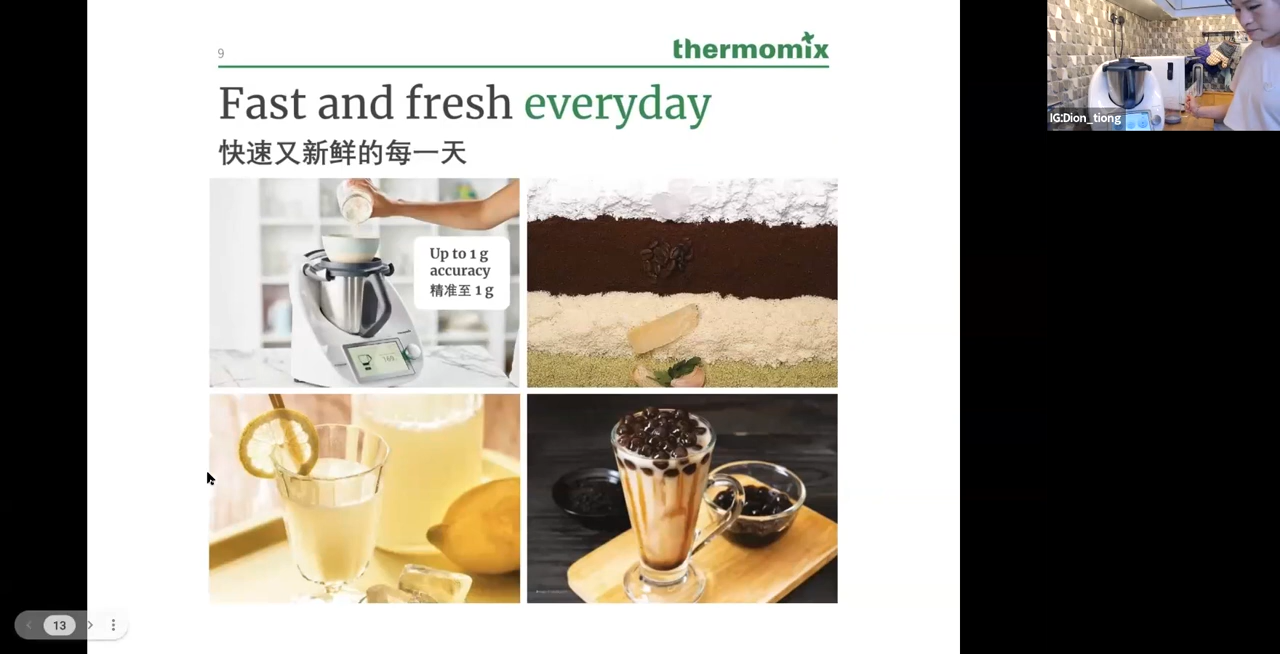 9
thermomix
Fast and fresh everyday
快速又新鲜的每一天
Up to 1 g
accuracy
精准至 1 g
IG:Dion_tiong
13